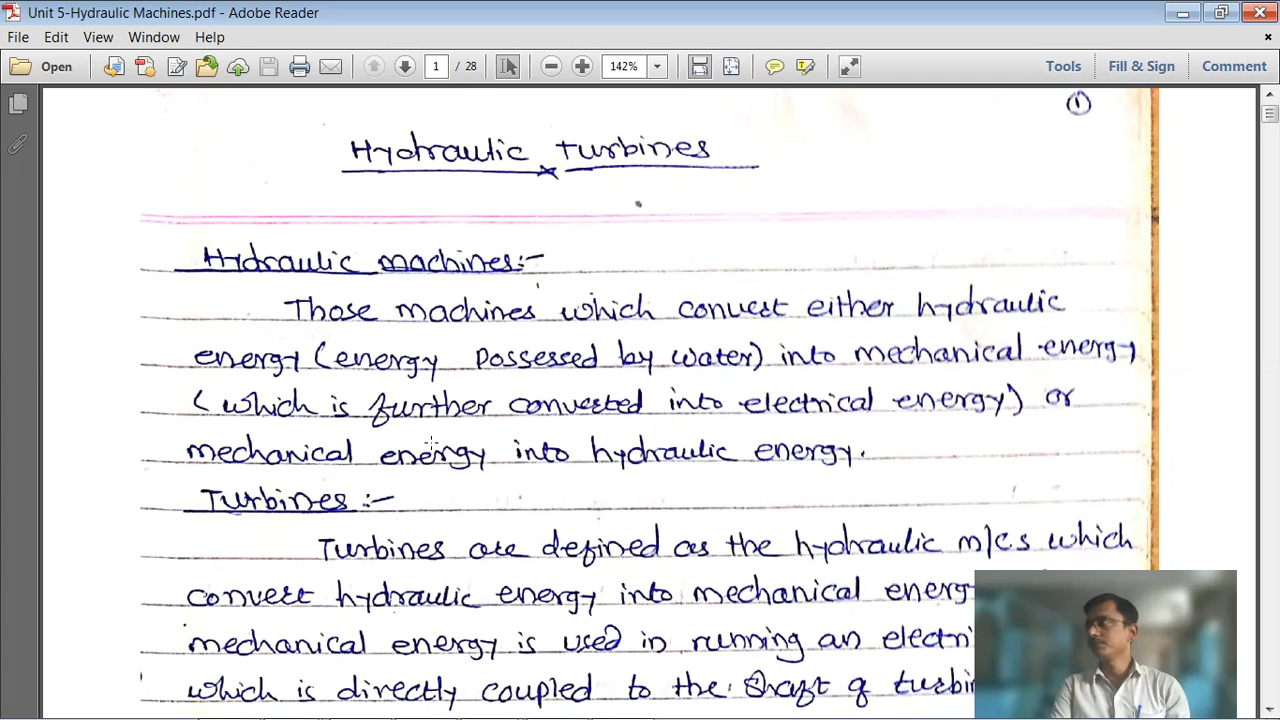 Unit 5-Hydraulic Machines.pdf - Adobe Reader
File Edit View Window Help
Open 1 / 28 142% Tools Fill & Sign Comment
1
Hydraulic Turbines
Hydraulic machines:-
Those machines which convert either hydraulic
energy (energy possessed by water) into mechanical energy
(which is further converted into electrical energy) or
mechanical energy into hydraulic energy.
Turbines :-
Turbines are defined as the hydraulic m/cs which
convert hydraulic energy into mechanical energ
mechanical energy is used in running an electri
which is directly coupled to the shaft of turbin